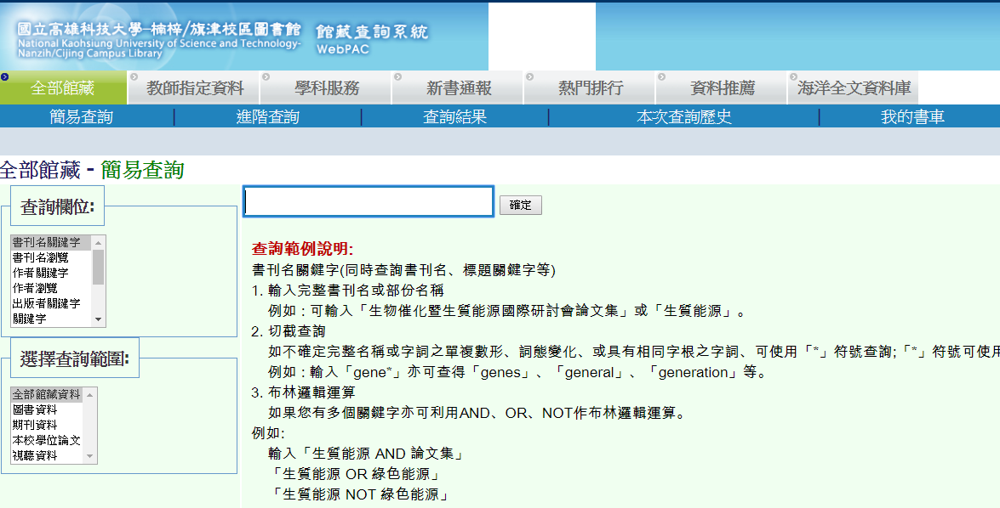 國立高雄科技大學-楠梓/旗津校區圖書館 館藏查詢系統
National Kaohsiung University of Science and Technology- WebPAC
Nanzih/Cijing Campus Library
全部館藏 教師指定資料 學科服務 新書通報 熱門排行 資料推薦 海洋全文資料庫
簡易查詢 進階查詢 查詢結果 本次查詢歷史 我的書車
全部館藏 - 簡易查詢
查詢欄位:
書刊名關鍵字
書刊名瀏覽
作者關鍵字
作者瀏覽
出版者關鍵字
關鍵字
選擇查詢範圍:
全部館藏資料
圖書資料
期刊資料
本校學位論文
視聽資料
確定
查詢範例說明:
書刊名關鍵字(同時查詢書刊名、標題關鍵字等)
1. 輸入完整書刊名或部份名稱
例如 : 可輸入「生物催化暨生質能源國際研討會論文集」或「生質能源」。
2. 切截查詢
如不確定完整名稱或字詞之單複數形、詞態變化、或具有相同字根之字詞、可使用「*」符號查詢;「*」符號可使用
例如 : 輸入「gene*」亦可查得「genes」、「general」、「generation」等。
3. 布林邏輯運算
如果您有多個關鍵字亦可利用AND、OR、NOT作布林邏輯運算。
例如:
輸入「生質能源 AND 論文集」
「生質能源 OR 綠色能源」
「生質能源 NOT 綠色能源」